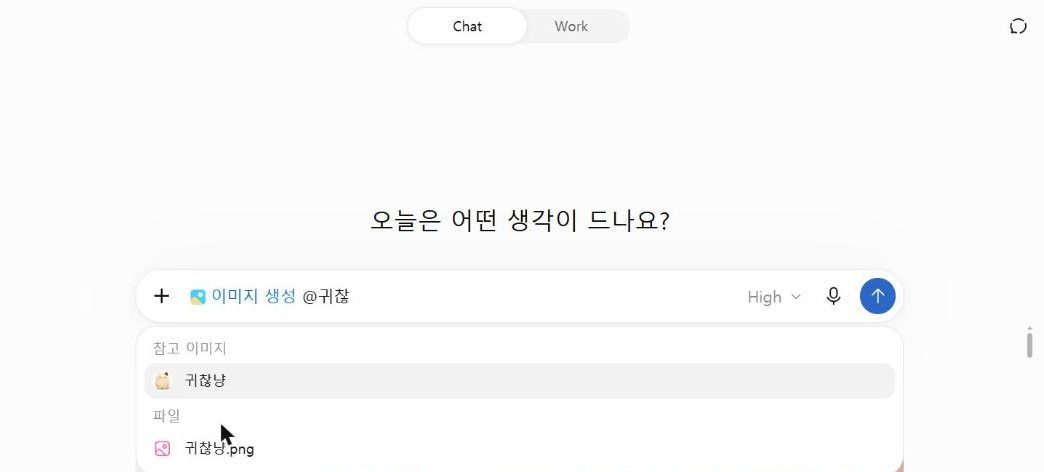 Chat Work
오늘은 어떤 생각이 드나요?
이미지 생성 @귀찮
High
참고 이미지
귀찮냥
파일
귀찮냥.png